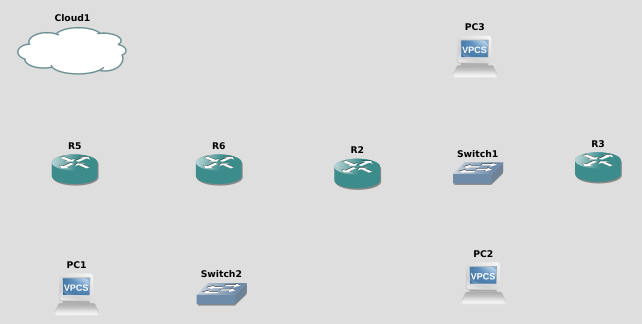 Cloud1
PC3
VPCS
R5
R6
R2
Switch1
R3
PC1
VPCS
Switch2
PC2
VPCS